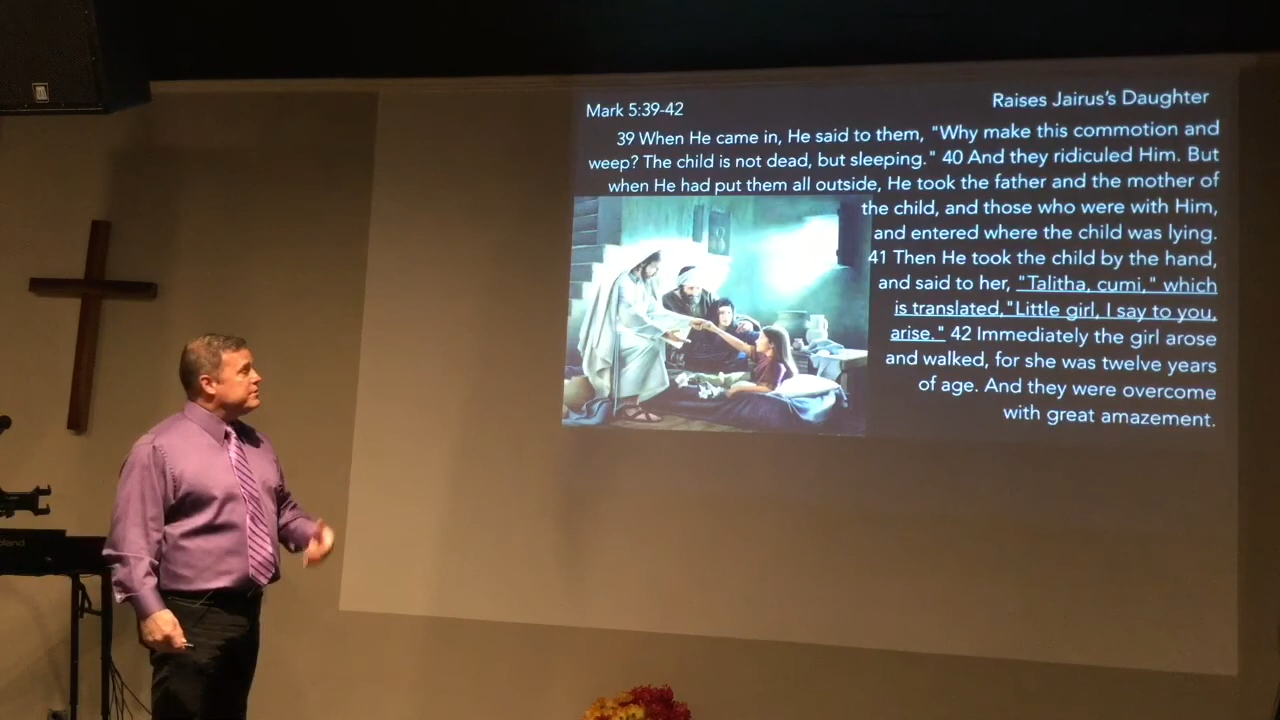 Mark 5:39-42
Raises Jairus's Daughter
39 When He came in, He said to them, "Why make this commotion and
weep? The child is not dead, but sleeping." 40 And they ridiculed Him. But
when He had put them all outside, He took the father and the mother of
the child, and those who were with Him,
and entered where the child was lying.
41 Then He took the child by the hand,
and said to her, "Talitha, cumi," which
is translated,"Little girl, I say to you,
arise." 42 Immediately the girl arose
and walked, for she was twelve years
of age. And they were overcome
with great amazement.